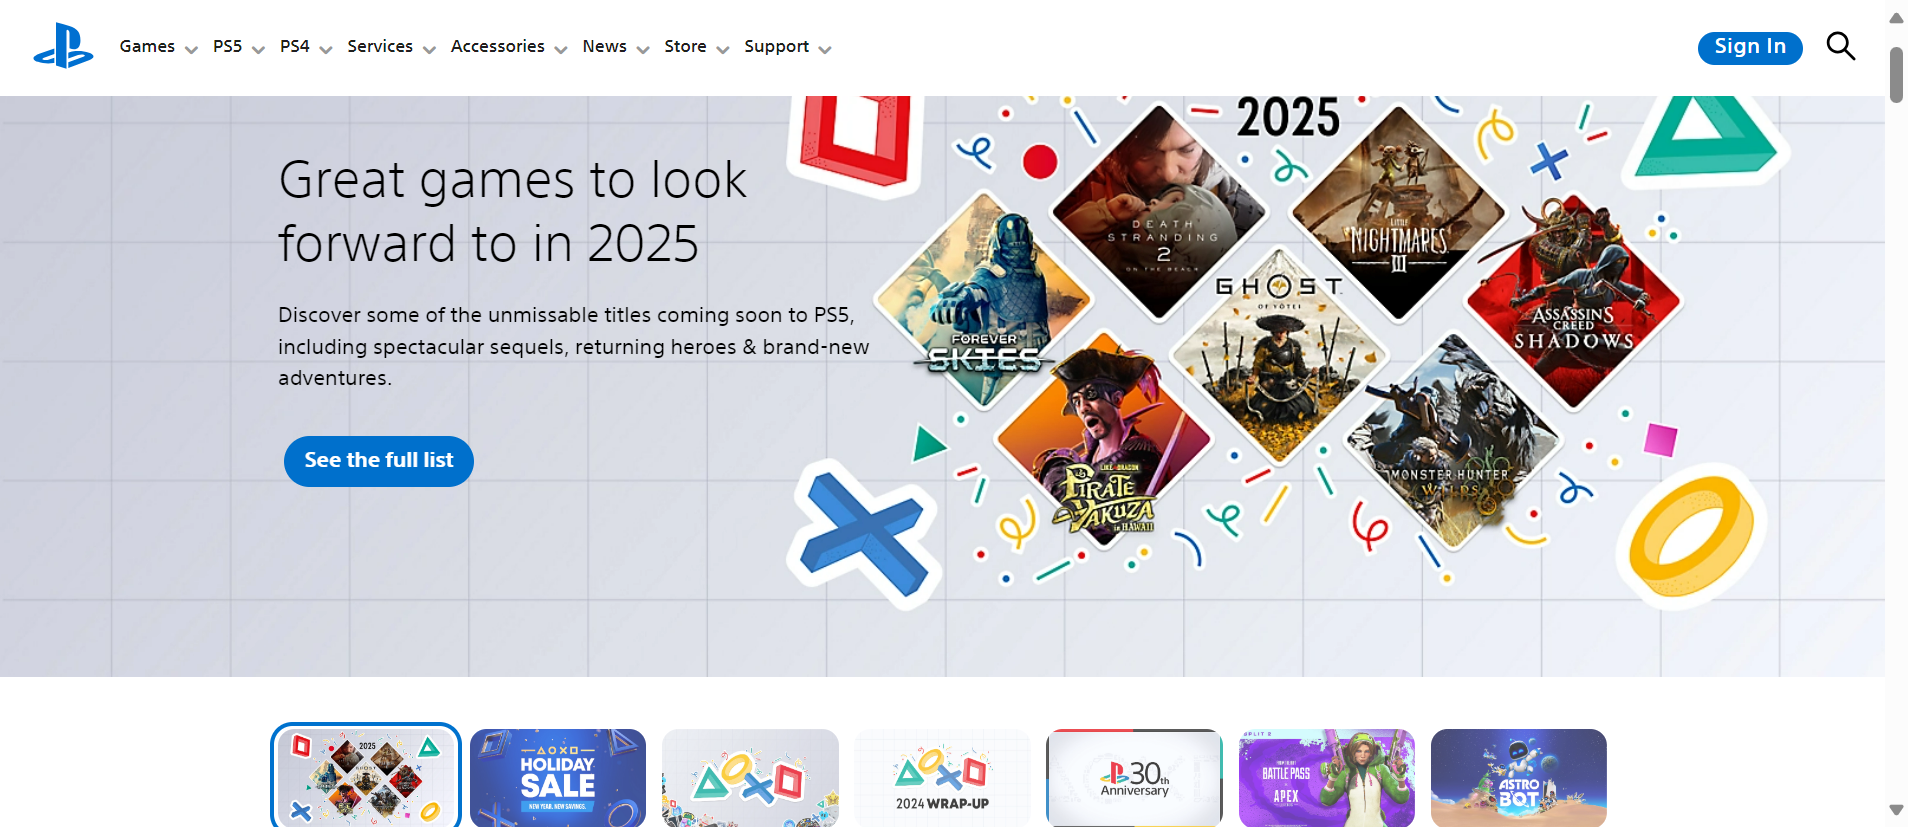 Games
PS5
PS4
Services
Accessories
News
Store
Support
Sign In
2025
Great games to look
forward to in 2025
Discover some of the unmissable titles coming soon to PS5,
including spectacular sequels, returning heroes & brand-new
adventures.
See the full list
DEATH
STRANDING
2
ON THE BEACH
LITTLE
NIGHTMARES
III
GHOST
OF YŌTEI
ASSASSIN'S
CREED
SHADOWS
FOREVER
SKIES
LIKE A DRAGON
PIRATE
YAKUZA
in HAWAII
MONSTER HUNTER
WILDS
2025
GHOST
HOLIDAY
SALE
NEW YEAR, NEW SAVINGS.
2024 WRAP-UP
30th
Anniversary
SPLIT 2
BATTLE PASS
APEX
ASTRO
BOT